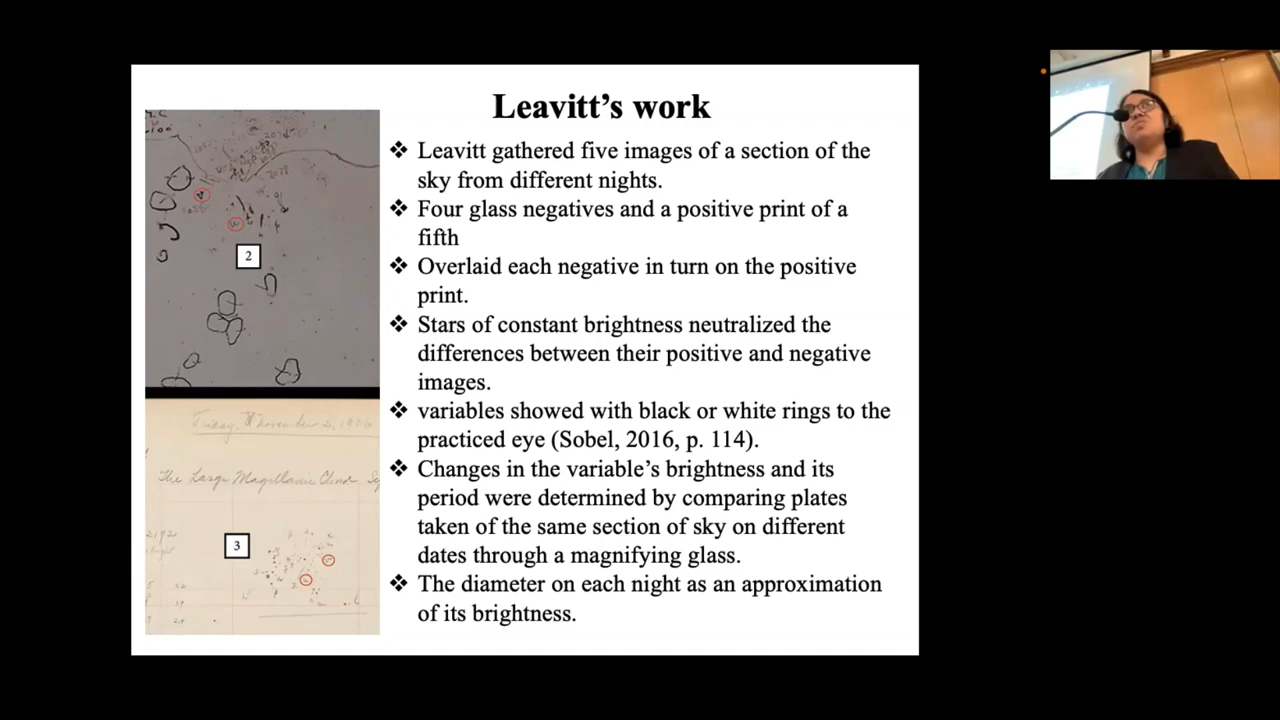 Leavitt's work
❖ Leavitt gathered five images of a section of the
sky from different nights.
❖ Four glass negatives and a positive print of a
fifth
❖ Overlaid each negative in turn on the positive
print.
❖ Stars of constant brightness neutralized the
differences between their positive and negative
images.
❖ variables showed with black or white rings to the
practiced eye (Sobel, 2016, p. 114).
❖ Changes in the variable's brightness and its
period were determined by comparing plates
taken of the same section of sky on different
dates through a magnifying glass.
❖ The diameter on each night as an approximation
of its brightness.
2
Friday, November 2, 1906
The Large Magellanic Cloud
3